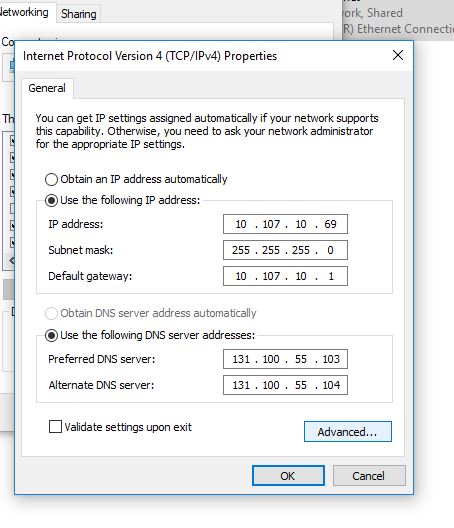 Networking
Sharing
work, Shared
R) Ethernet Connectio
Internet Protocol Version 4 (TCP/IPv4) Properties
General
You can get IP settings assigned automatically if your network supports
this capability. Otherwise, you need to ask your network administrator
for the appropriate IP settings.
Obtain an IP address automatically
Use the following IP address:
IP address: 10 . 107 . 10 . 69
Subnet mask: 255 . 255 . 255 . 0
Default gateway: 10 . 107 . 10 . 1
Obtain DNS server address automatically
Use the following DNS server addresses:
Preferred DNS server: 131 . 100 . 55 . 103
Alternate DNS server: 131 . 100 . 55 . 104
Validate settings upon exit
Advanced...
OK
Cancel